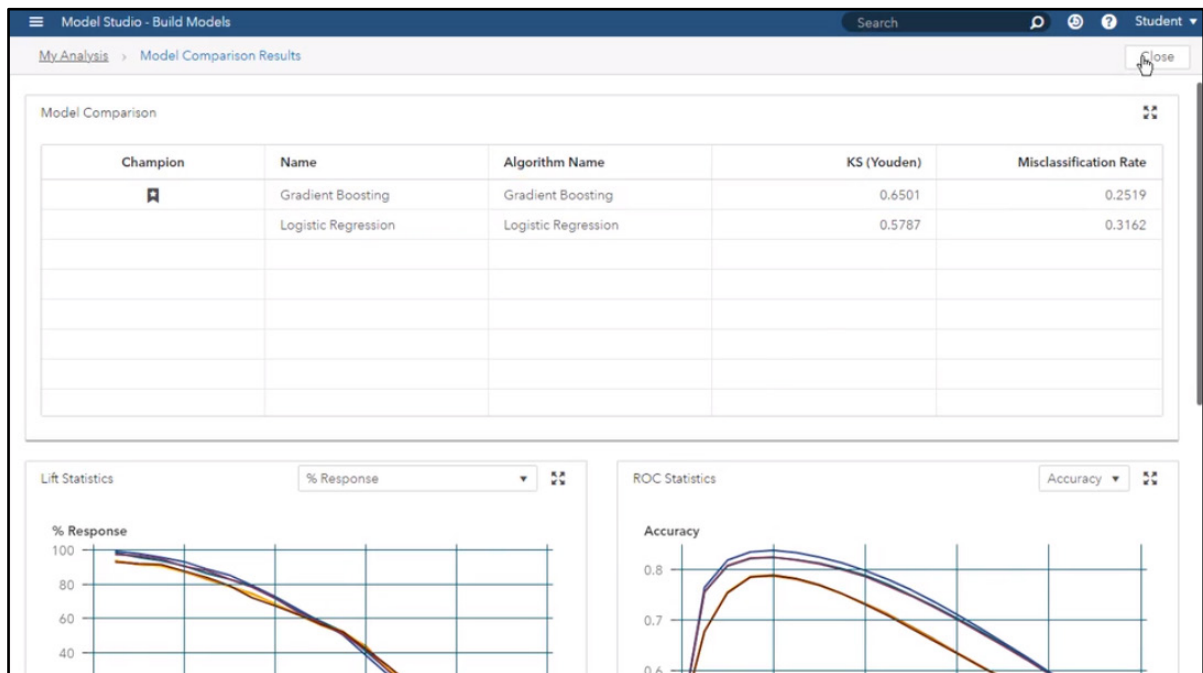 Model Studio - Build Models Search Student
My Analysis > Model Comparison Results Close
Model Comparison
Champion Name Algorithm Name KS (Youden) Misclassification Rate
Gradient Boosting Gradient Boosting 0.6501 0.2519
Logistic Regression Logistic Regression 0.5787 0.3162
Lift Statistics % Response
ROC Statistics Accuracy
% Response
100
80
60
40
Accuracy
0.8
0.7
0.6